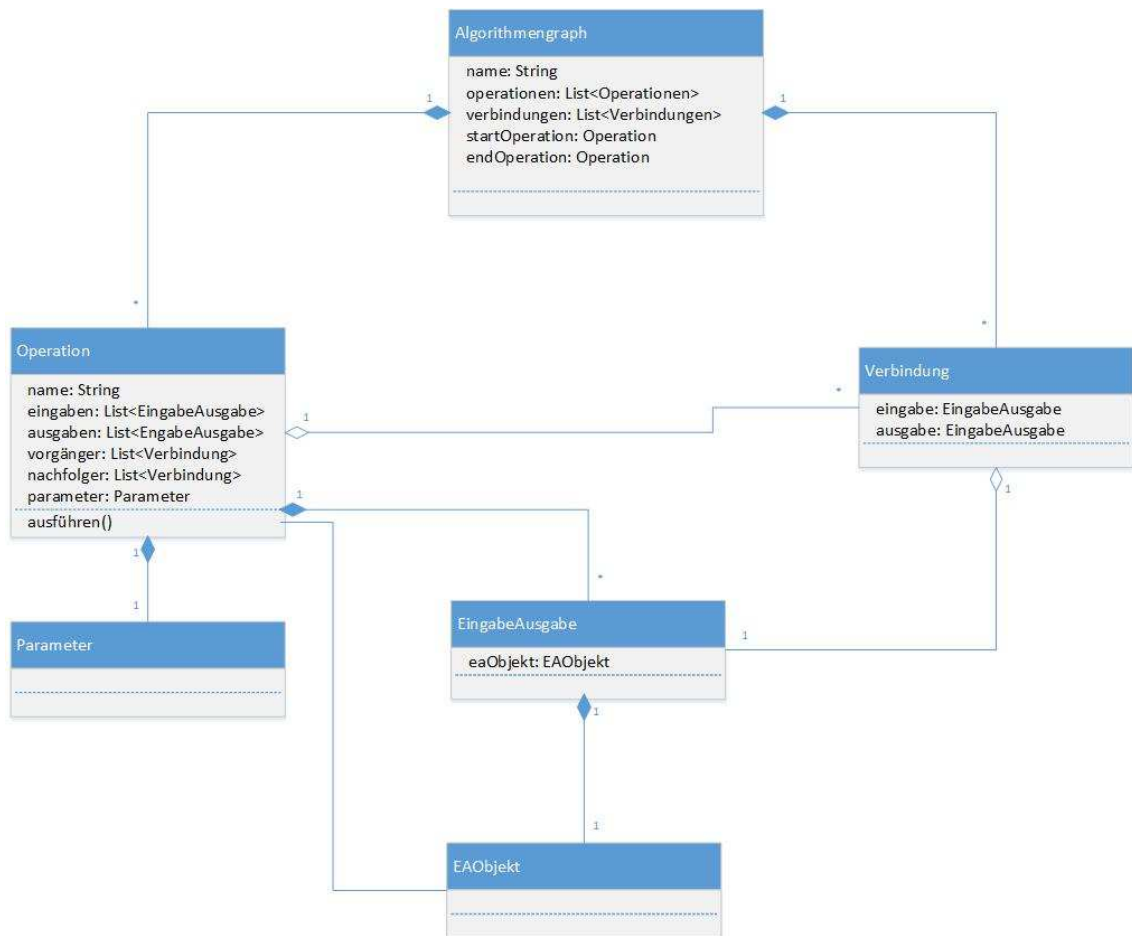 Algorithmengraph
name: String
operationen: List<Operationen>
verbindungen: List<Verbindungen>
startOperation: Operation
endOperation: Operation
1
1
*
*
Operation
name: String
eingaben: List<EingabeAusgabe>
ausgaben: List<EngabeAusgabe>
vorgänger: List<Verbindung>
nachfolger: List<Verbindung>
parameter: Parameter
ausführen()
1
*
Verbindung
eingabe: EingabeAusgabe
ausgabe: EingabeAusgabe
1
1
1
1
*
Parameter
EingabeAusgabe
eaObjekt: EAObjekt
1
1
1
EAObjekt